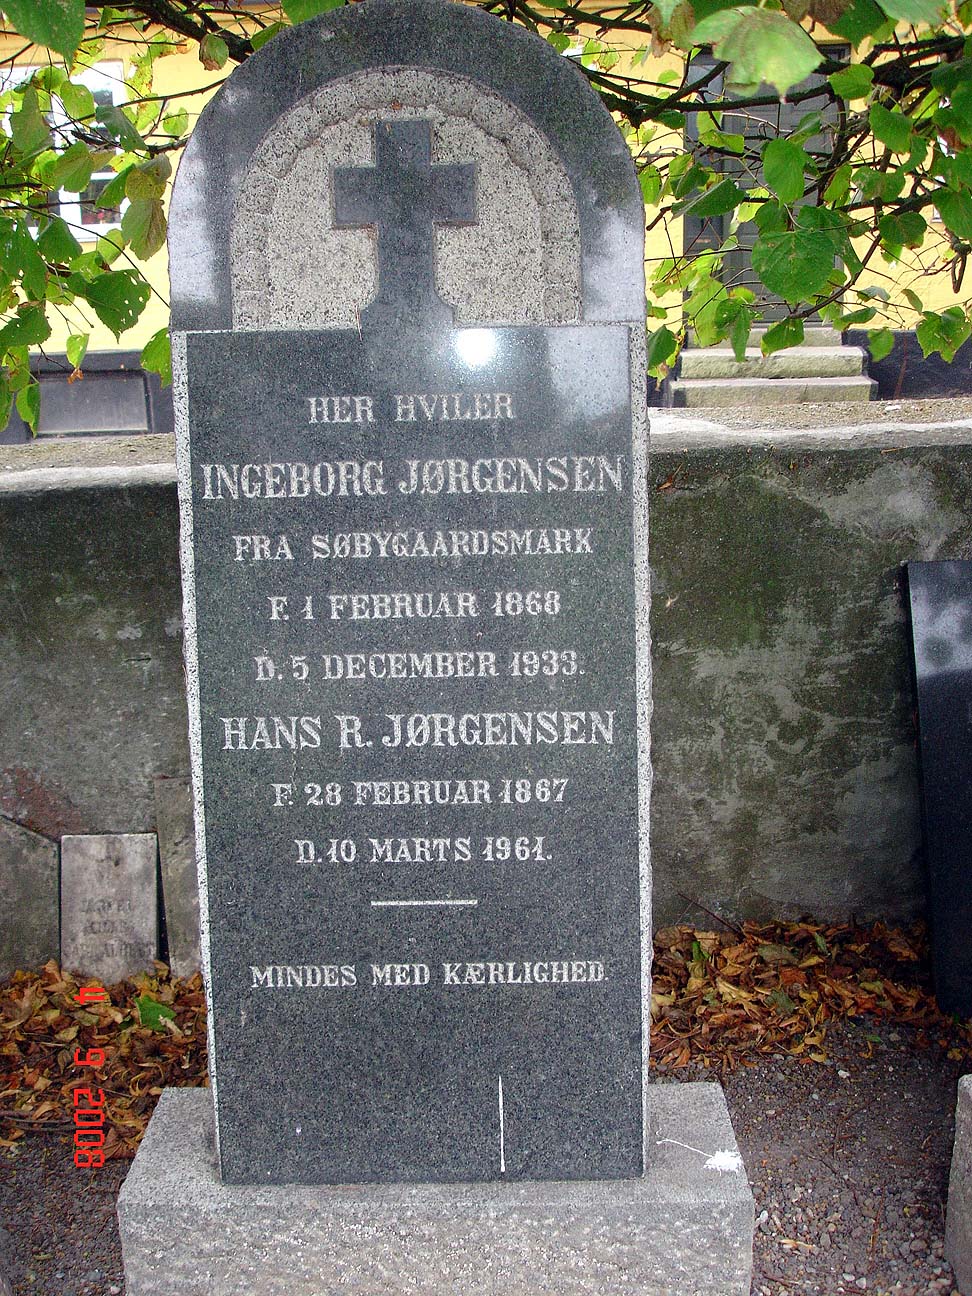 HER HVILER
INGEBORG JØRGENSEN
FRA SØBYGAARDSMARK
F. 1 FEBRUAR 1868
D. 5 DECEMBER 1933.
HANS R. JØRGENSEN
F. 28 FEBRUAR 1867
D. 10 MARTS 1961.
MINDES MED KÆRLIGHED.
4 9 2008